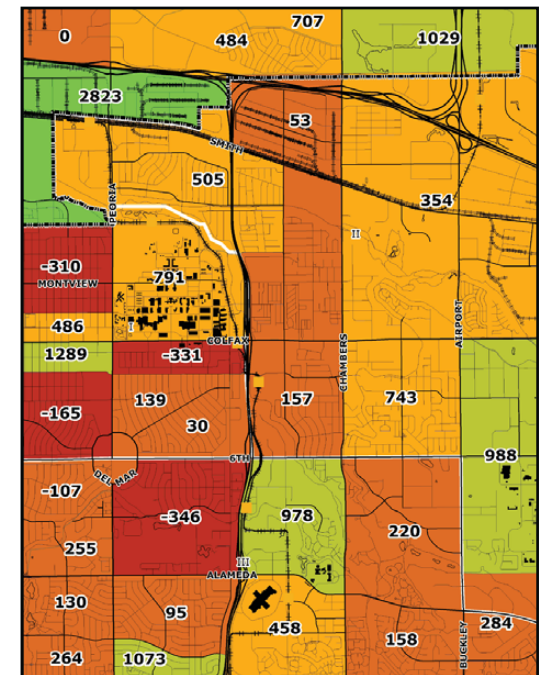 707
0
484
1029
2823
53
SMITH
505
PEORIA
354
II
-310
791
MONTVIEW
AIRPORT
486
I
COLFAX
1289
-331
CHAMBERS
139
157
743
-165
30
988
6TH
DEL MAR
-107
-346
978
220
255
III
ALAMEDA
130
95
458
284
158
BUCKLEY
264
1073